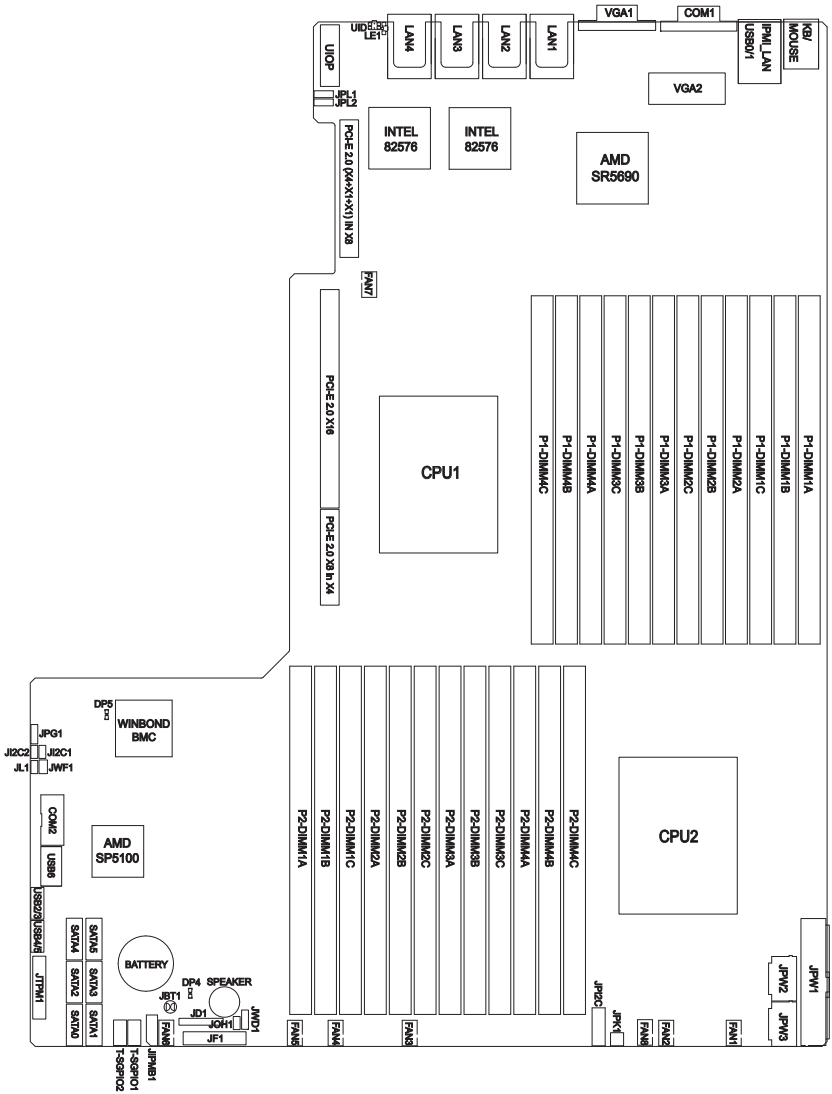 VGA1
COM1
UID
LE1
LAN4
LAN3
LAN2
LAN1
IPMI_LAN
USB0/1
KB/
MOUSE
UIOP
VGA2
JPL1
JPL2
INTEL
82576
INTEL
82576
AMD
SR5690
PCI-E 2.0 (X4+X1+X1) IN X8
FAN7
PCI-E 2.0 X16
CPU1
P1-DIMM4C
P1-DIMM4B
P1-DIMM4A
P1-DIMM3C
P1-DIMM3B
P1-DIMM3A
P1-DIMM2C
P1-DIMM2B
P1-DIMM2A
P1-DIMM1C
P1-DIMM1B
P1-DIMM1A
PCI-E 2.0 X8 In X4
DP5
WINBOND
BMC
JPG1
JI2C2
JI2C1
JL1
JWF1
COM2
AMD
SP5100
USB6
P2-DIMM1A
P2-DIMM1B
P2-DIMM1C
P2-DIMM2A
P2-DIMM2B
P2-DIMM2C
P2-DIMM3A
P2-DIMM3B
P2-DIMM3C
P2-DIMM4A
P2-DIMM4B
P2-DIMM4C
CPU2
USB2/3
USB4/5
SATA4
SATA5
BATTERY
JTPM1
SATA2
SATA3
DP4
SPEAKER
JBT1
SATA0
SATA1
JD1
JOH1
JWD1
JF1
T-SGPIO2
T-SGPIO1
JIPMB1
FAN6
FAN5
FAN4
FAN3
JPI2C
JPK1
FAN8
FAN2
FAN1
JPW2
JPW3
JPW1